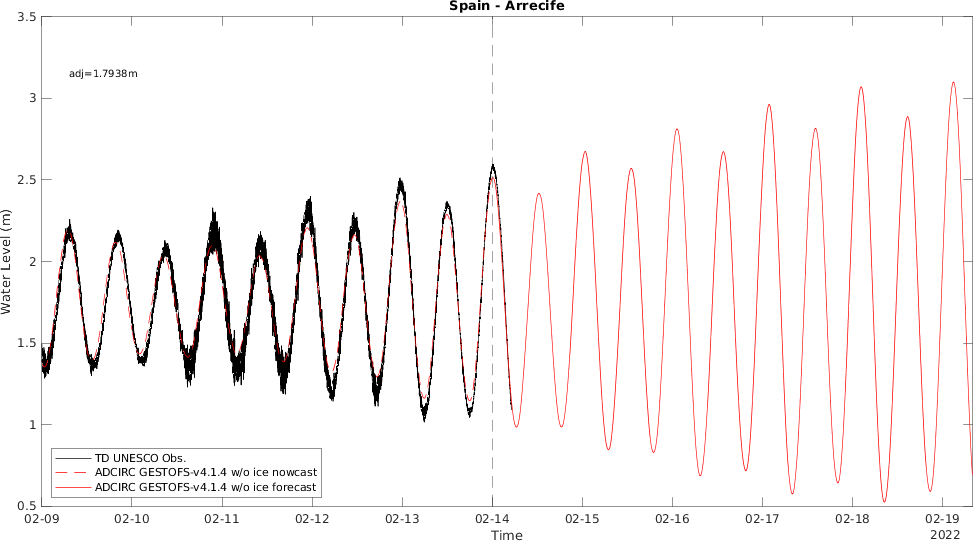 Spain - Arrecife
3.5
3
2.5
2
1.5
1
0.5
Water Level (m)
adj=1.7938m
TD UNESCO Obs.
ADCIRC GESTOFS-v4.1.4 w/o ice nowcast
ADCIRC GESTOFS-v4.1.4 w/o ice forecast
02-09 02-10 02-11 02-12 02-13 02-14 02-15 02-16 02-17 02-18 02-19
Time
2022